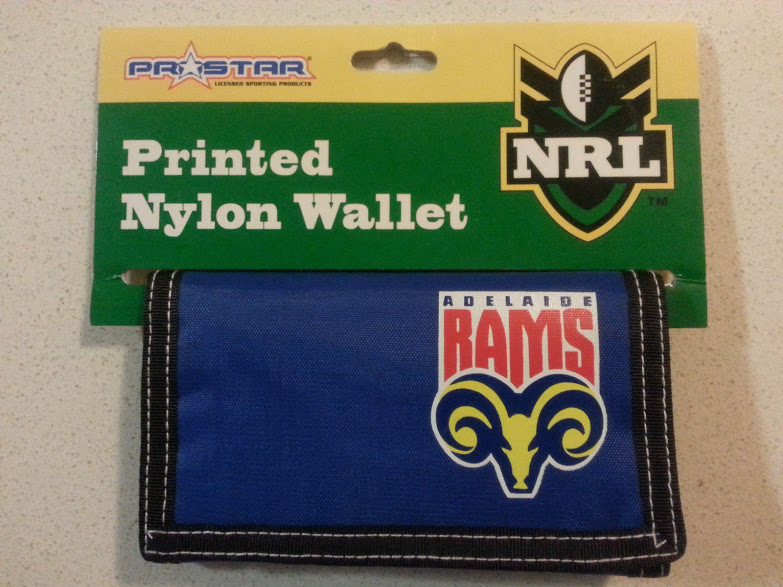 PROSTAR
LICENSED SPORTING PRODUCTS
Printed
Nylon Wallet
NRL
TM
ADELAIDE
RAMS